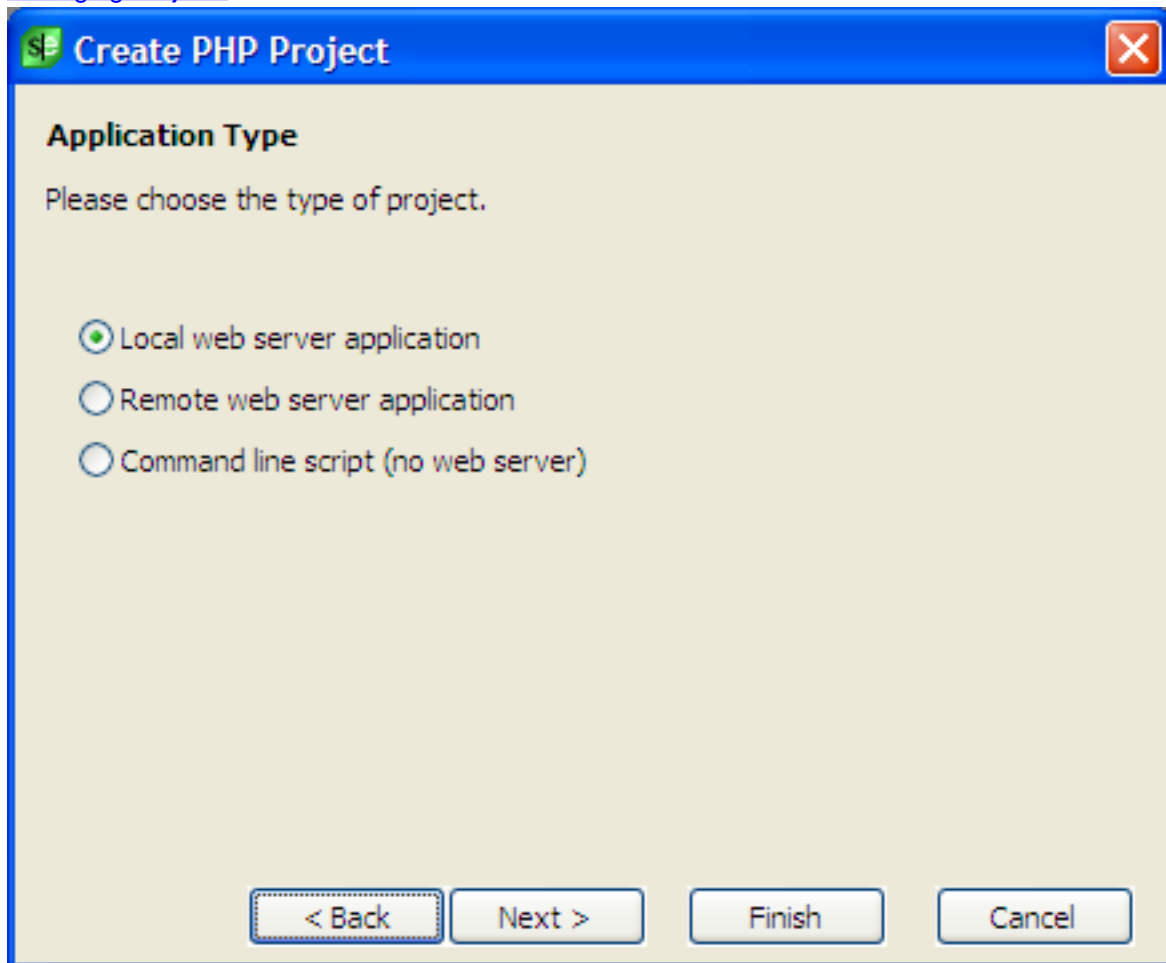 Create PHP Project
Application Type
Please choose the type of project.
Local web server application
Remote web server application
Command line script (no web server)
< Back
Next >
Finish
Cancel